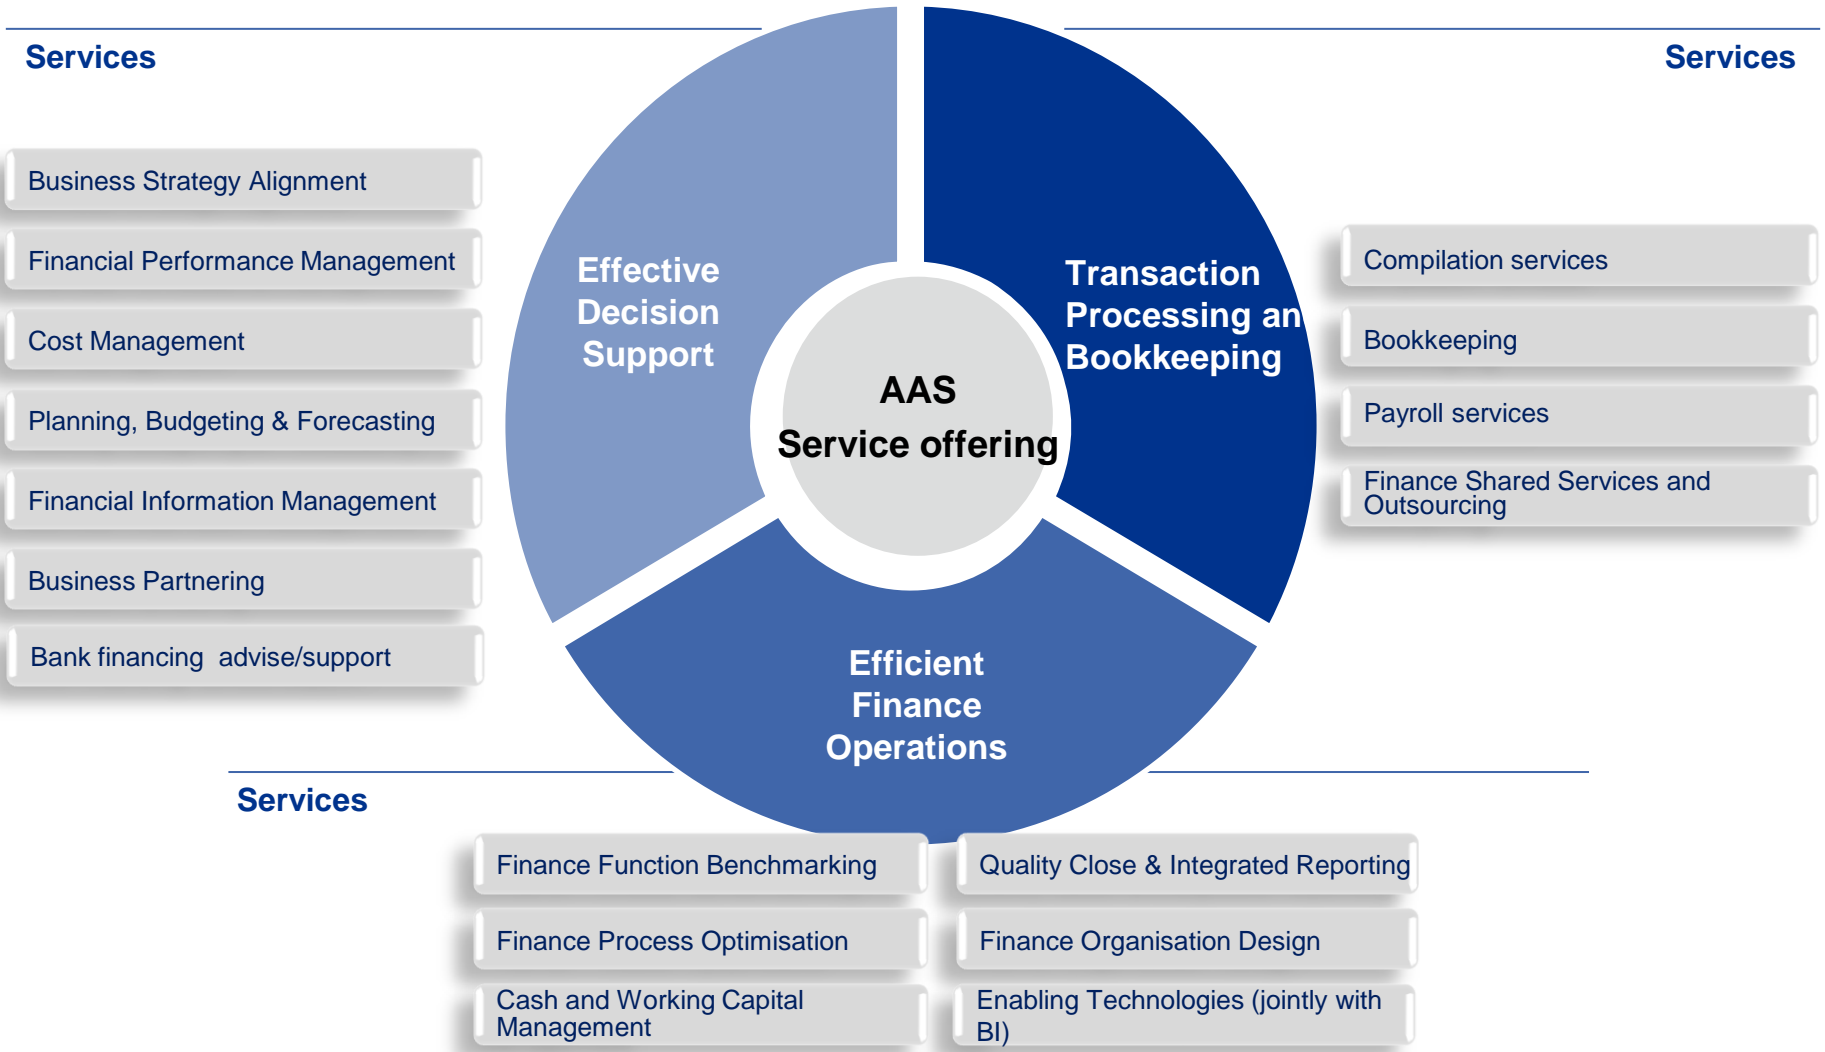 Services
Services
Business Strategy Alignment
Financial Performance Management
Cost Management
Planning, Budgeting & Forecasting
Financial Information Management
Business Partnering
Bank financing advise/support
Effective
Decision
Support
Transaction
Processing an
Bookkeeping
AAS
Service offering
Efficient
Finance
Operations
Compilation services
Bookkeeping
Payroll services
Finance Shared Services and
Outsourcing
Services
Finance Function Benchmarking
Finance Process Optimisation
Cash and Working Capital
Management
Quality Close & Integrated Reporting
Finance Organisation Design
Enabling Technologies (jointly with
BI)